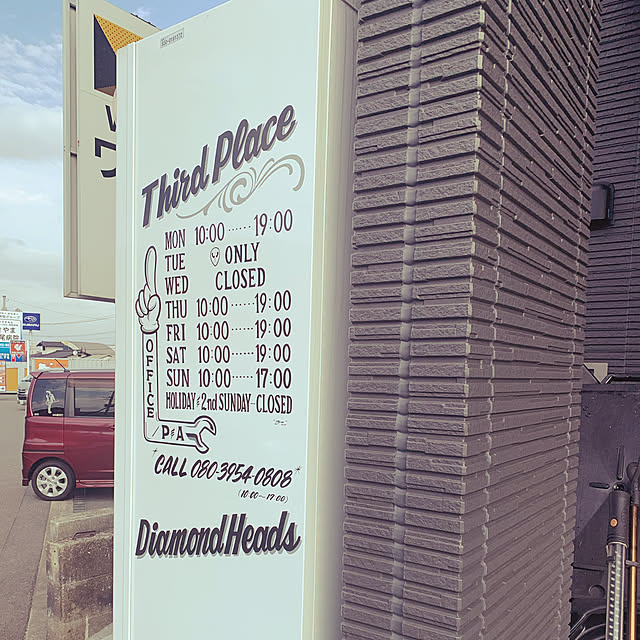 Third Place
MON 10:00 ...... 19:00
TUE ONLY
WED CLOSED
THU 10:00 ..... 19:00
FRI 10:00 ..... 19:00
SAT 10:00 ..... 19:00
SUN 10:00 ..... 17:00
HOLIDAY & 2nd SUNDAY-CLOSED
OFFICE
P&A
"CALL 080-3954-0808"
(10:00~17:00)
DiamondHeads
SUBARU